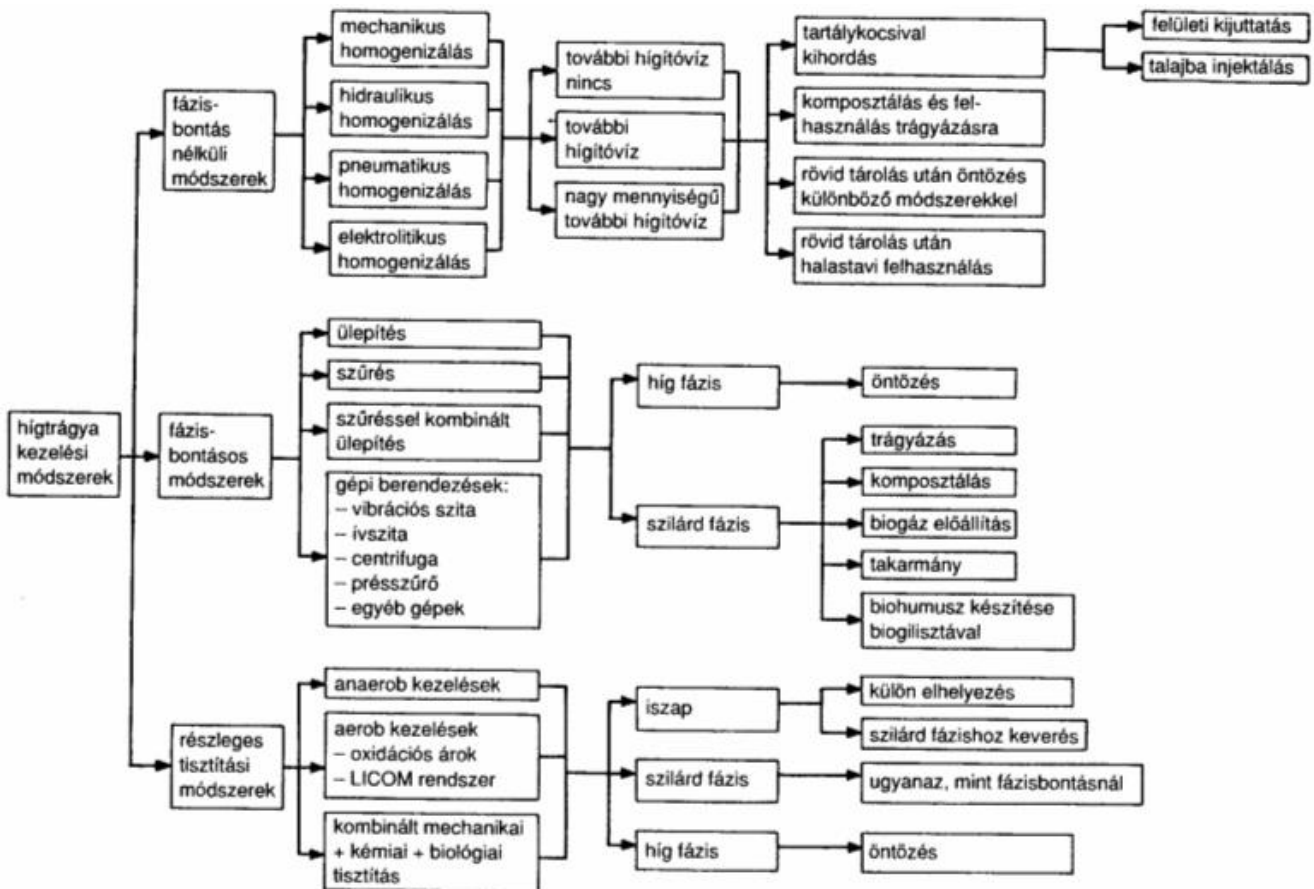 hígtrágya
kezelési
módszerek
fázis-
bontás
nélküli
módszerek
mechanikus
homogenizálás
hidraulikus
homogenizálás
pneumatikus
homogenizálás
elektrolitikus
homogenizálás
további hígítóvíz
nincs
további
hígítóvíz
nagy mennyiségű
további hígítóvíz
tartálykocsival
kihordás
komposztálás és fel-
használás trágyázásra
rövid tárolás után öntözés
különböző módszerekkel
rövid tárolás után
halastavi felhasználás
felületi kijuttatás
talajba injektálás
fázis-
bontásos
módszerek
ülepítés
szűrés
szűréssel kombinált
ülepítés
gépi berendezések:
– vibrációs szita
– ívszita
– centrifuga
– présszűrő
– egyéb gépek
híg fázis
öntözés
szilárd fázis
trágyázás
komposztálás
biogáz előállítás
takarmány
biohumusz készítése
biogilisztával
részleges
tisztítási
módszerek
anaerob kezelések
aerob kezelések
– oxidációs árok
– LICOM rendszer
kombinált mechanikai
+ kémiai + biológiai
tisztítás
iszap
külön elhelyezés
szilárd fázishoz keverés
szilárd fázis
ugyanaz, mint fázisbontásnál
híg fázis
öntözés